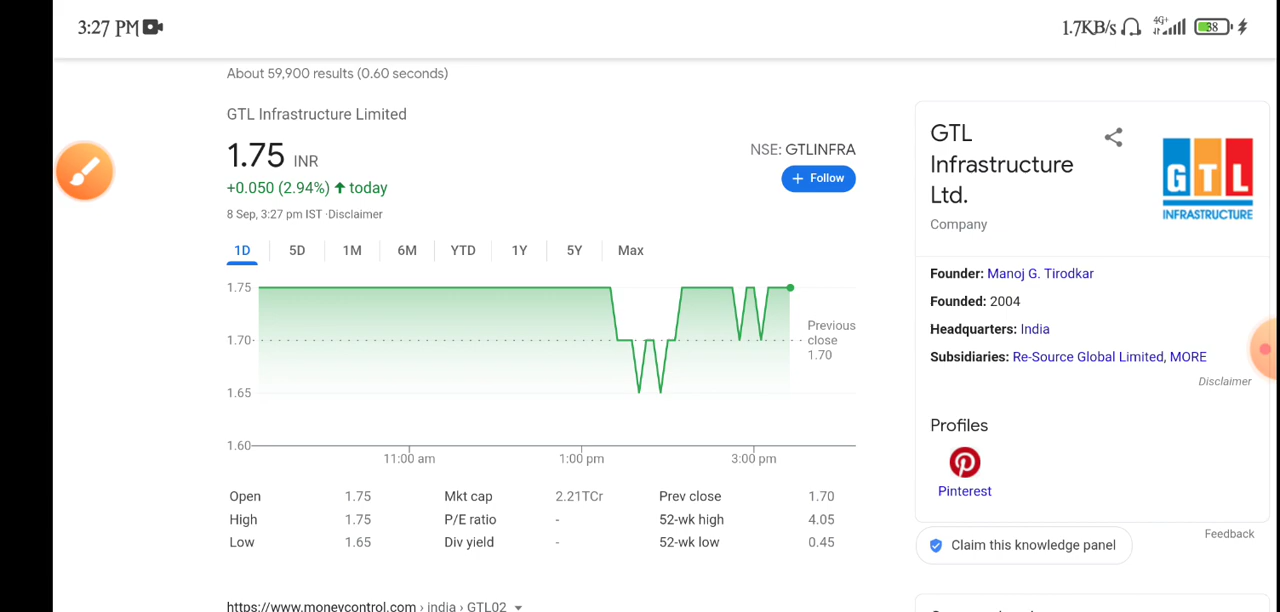 3:27 PM
1.7KB/s 4G+ 38
About 59,900 results (0.60 seconds)
GTL Infrastructure Limited
1.75 INR
+0.050 (2.94%) ↑ today
8 Sep, 3:27 pm IST · Disclaimer
NSE: GTLINFRA
+ Follow
1D 5D 1M 6M YTD 1Y 5Y Max
1.75
1.70
1.65
1.60
Previous
close
1.70
11:00 am 1:00 pm 3:00 pm
Open 1.75 Mkt cap 2.21TCr Prev close 1.70
High 1.75 P/E ratio - 52-wk high 4.05
Low 1.65 Div yield - 52-wk low 0.45
https://www.moneycontrol.com › india › GTL02
GTL
Infrastructure
Ltd.
Company
GTL
INFRASTRUCTURE
Founder: Manoj G. Tirodkar
Founded: 2004
Headquarters: India
Subsidiaries: Re-Source Global Limited, MORE
Disclaimer
Profiles
Pinterest
Feedback
Claim this knowledge panel